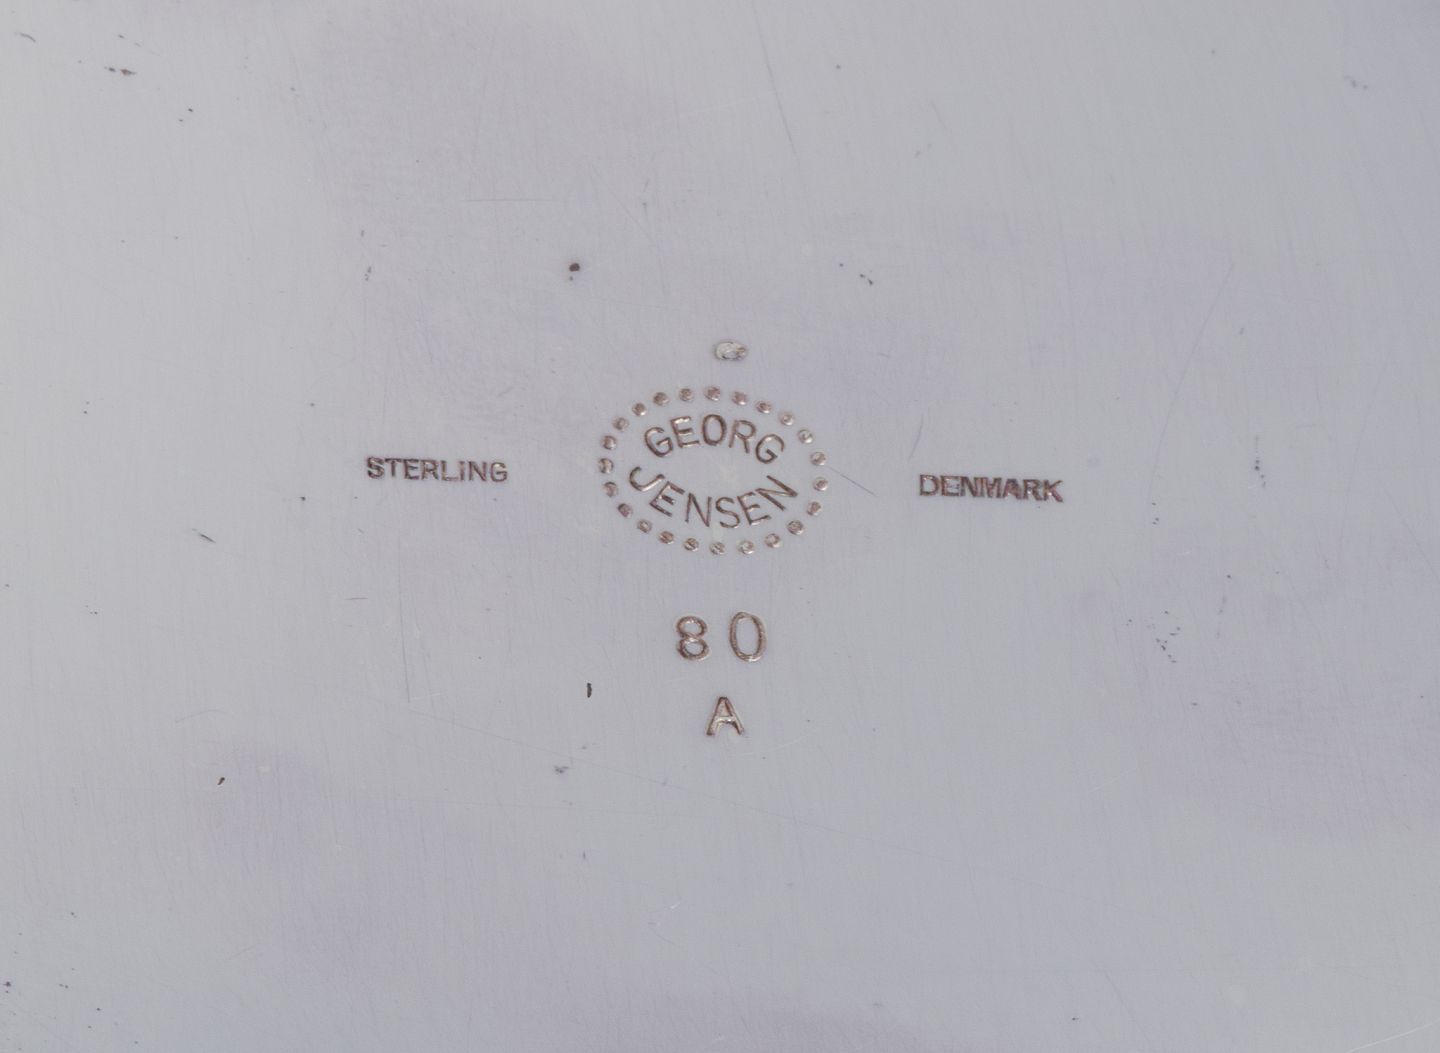 GEORG
JENSEN
STERLING
DENMARK
80
A